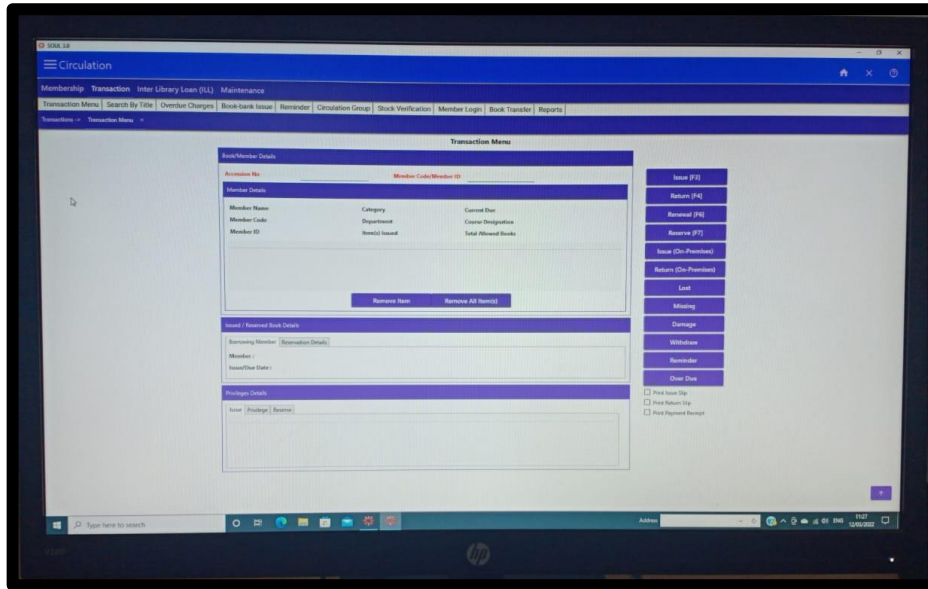 SOUL 3.0
Circulation
Membership Transaction Inter Library Loan (ILL) Maintenance
Transaction Menu Search By Title Overdue Charges Book-bank Issue Reminder Circulation Group Stock Verification Member Login Book Transfer Reports
Transactions -> Transaction Menu
Transaction Menu
Book/Member Details
Accession No Member Code/Member ID
Member Details
Member Name Category Current Due
Member Code Department Course-Designation
Member ID Item(s) Issued Total Allowed Books
Remove Item Remove All Item(s)
Issued / Reserved Book Details
Borrowing Member Reservation Details
Member :
Issue/Due Date :
Privileges Details
Issue Privilege Reserve
Issue [F3]
Return [F4]
Renewal [F6]
Reserve [F7]
Issue (On-Premises)
Return (On-Premises)
Lost
Missing
Damage
Withdraw
Reminder
Over Due
Print Issue Slip
Print Return Slip
Print Payment Receipt
Type here to search
Address
ENG
11:27
12/03/2022
hp